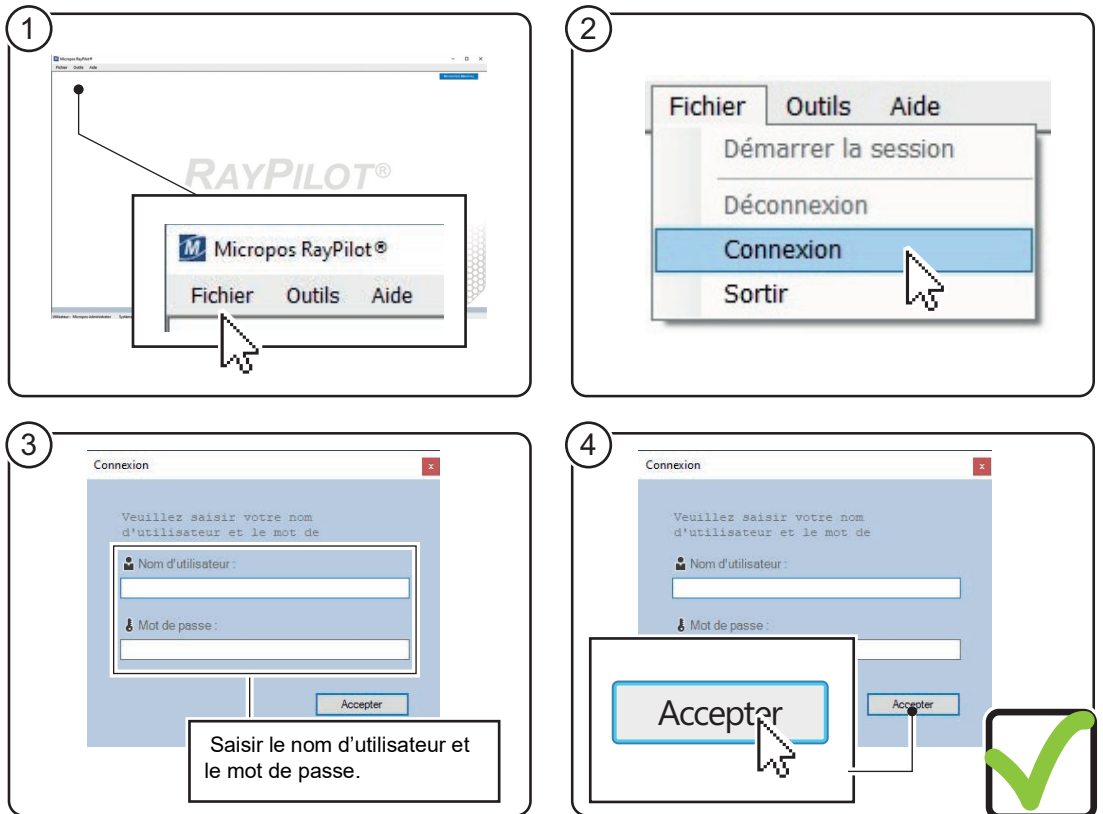 1
Micropos RayPilot®
Fichier Outils Aide
RAYPILOT®
Micropos RayPilot®
Fichier Outils Aide
2
Fichier Outils Aide
Démarrer la session
Déconnexion
Connexion
Sortir
3
Connexion
x
Veuillez saisir votre nom
d'utilisateur et le mot de
Nom d'utilisateur :
Mot de passe :
Accepter
Saisir le nom d’utilisateur et
le mot de passe.
4
Connexion
x
Veuillez saisir votre nom
d'utilisateur et le mot de
Nom d'utilisateur :
Mot de passe :
Accepter
Accepter